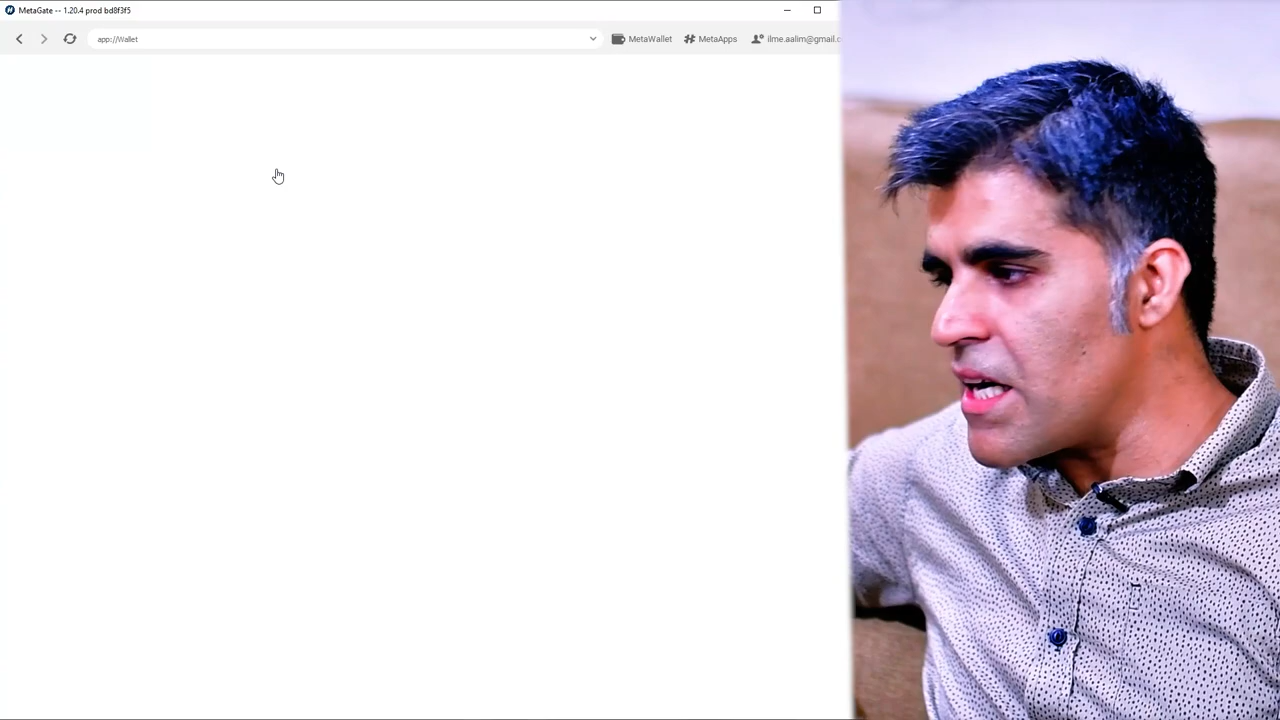 MetaGate -- 1.20.4 prod bd8f3f5
app://Wallet
MetaWallet
MetaApps
ilme.aalim@gmail.c